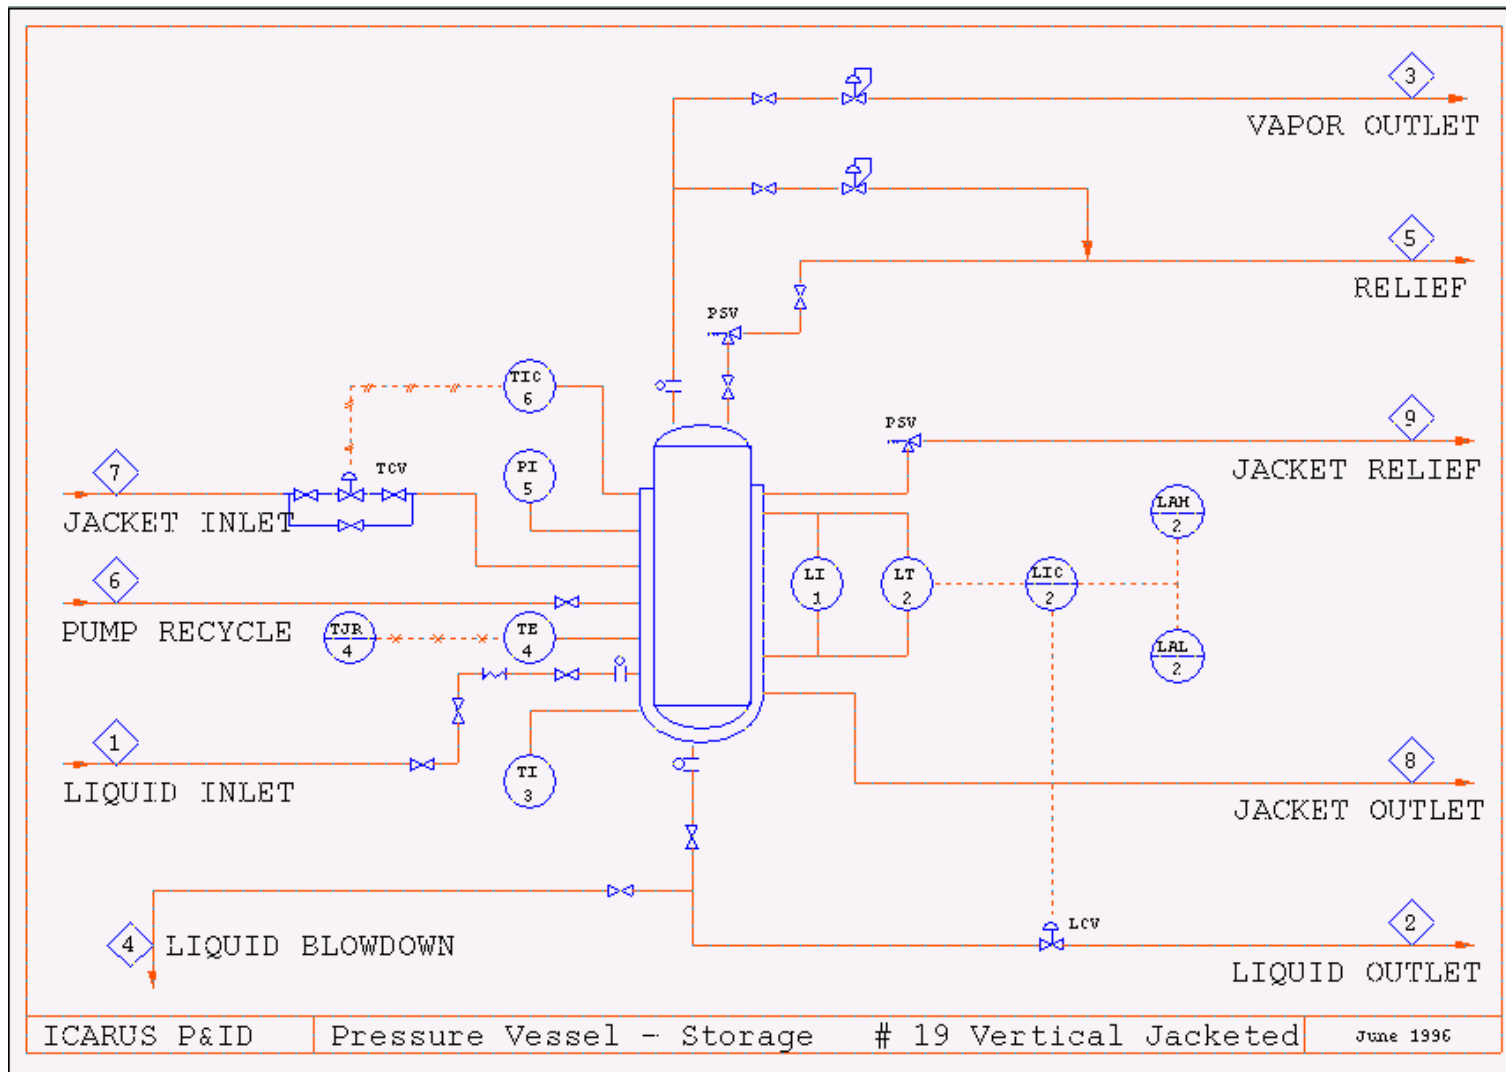 3
VAPOR OUTLET
5
RELIEF
PSV
TIC
6
PSV
9
JACKET RELIEF
7
TCV
PI
5
JACKET INLET
LAH
2
6
PUMP RECYCLE
LI
1
LT
2
LIC
2
TJR
4
TE
4
LAL
2
1
LIQUID INLET
TI
3
8
JACKET OUTLET
4
LIQUID BLOWDOWN
LCV
2
LIQUID OUTLET
ICARUS P&ID
Pressure Vessel - Storage # 19 Vertical Jacketed
June 1996